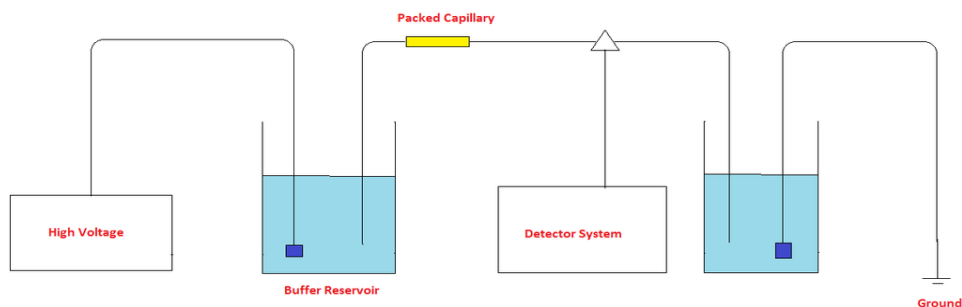 Packed Capillary
High Voltage
Detector System
Buffer Reservoir
Ground